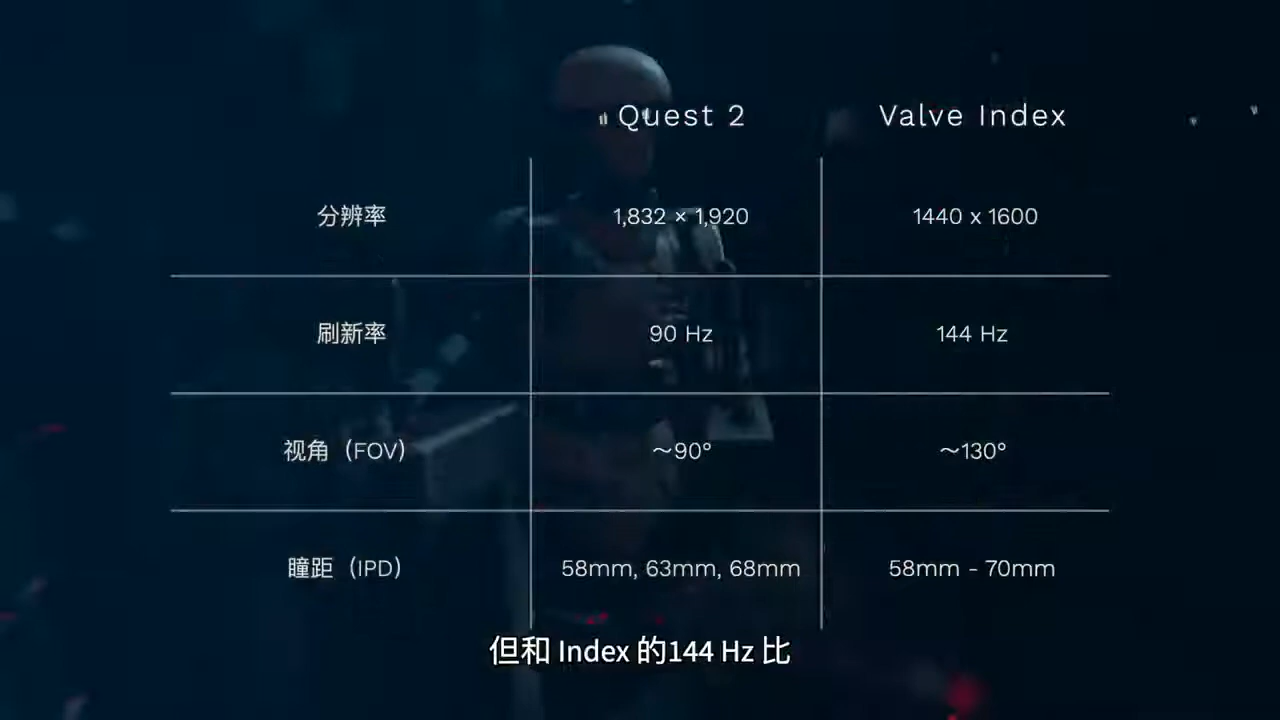 Quest 2 Valve Index
分辨率 1,832 × 1,920 1440 x 1600
刷新率 90 Hz 144 Hz
视角（FOV） ～90° ～130°
瞳距（IPD） 58mm, 63mm, 68mm 58mm - 70mm
但和 Index 的144 Hz 比